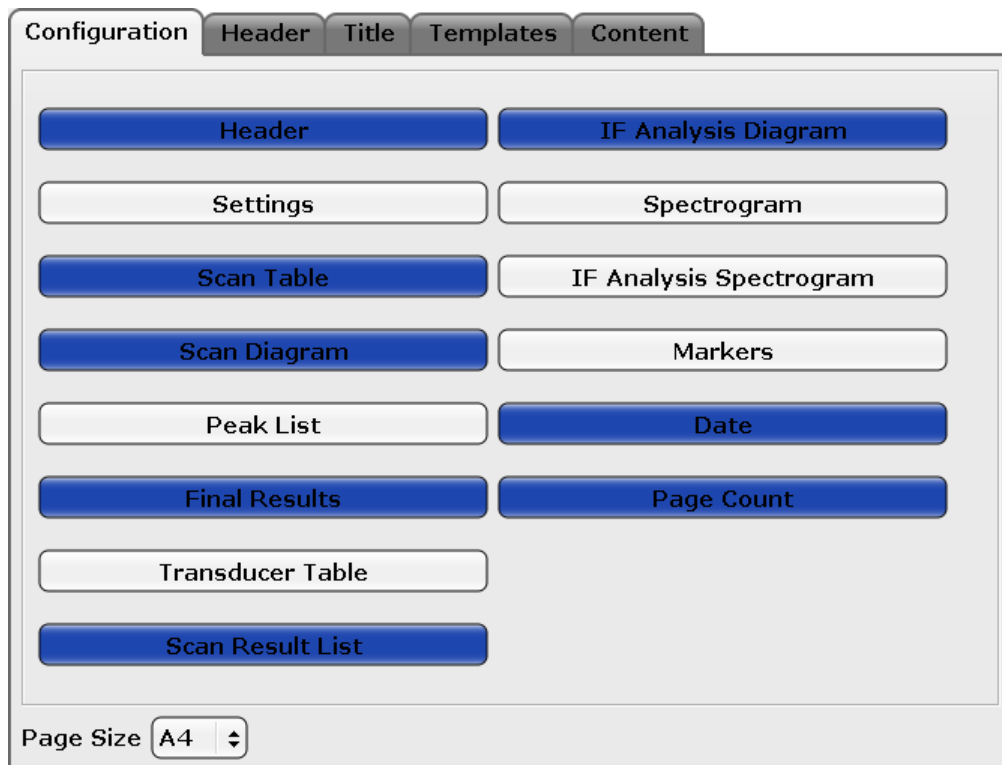 Configuration Header Title Templates Content
Header IF Analysis Diagram
Settings Spectrogram
Scan Table IF Analysis Spectrogram
Scan Diagram Markers
Peak List Date
Final Results Page Count
Transducer Table
Scan Result List
Page Size A4